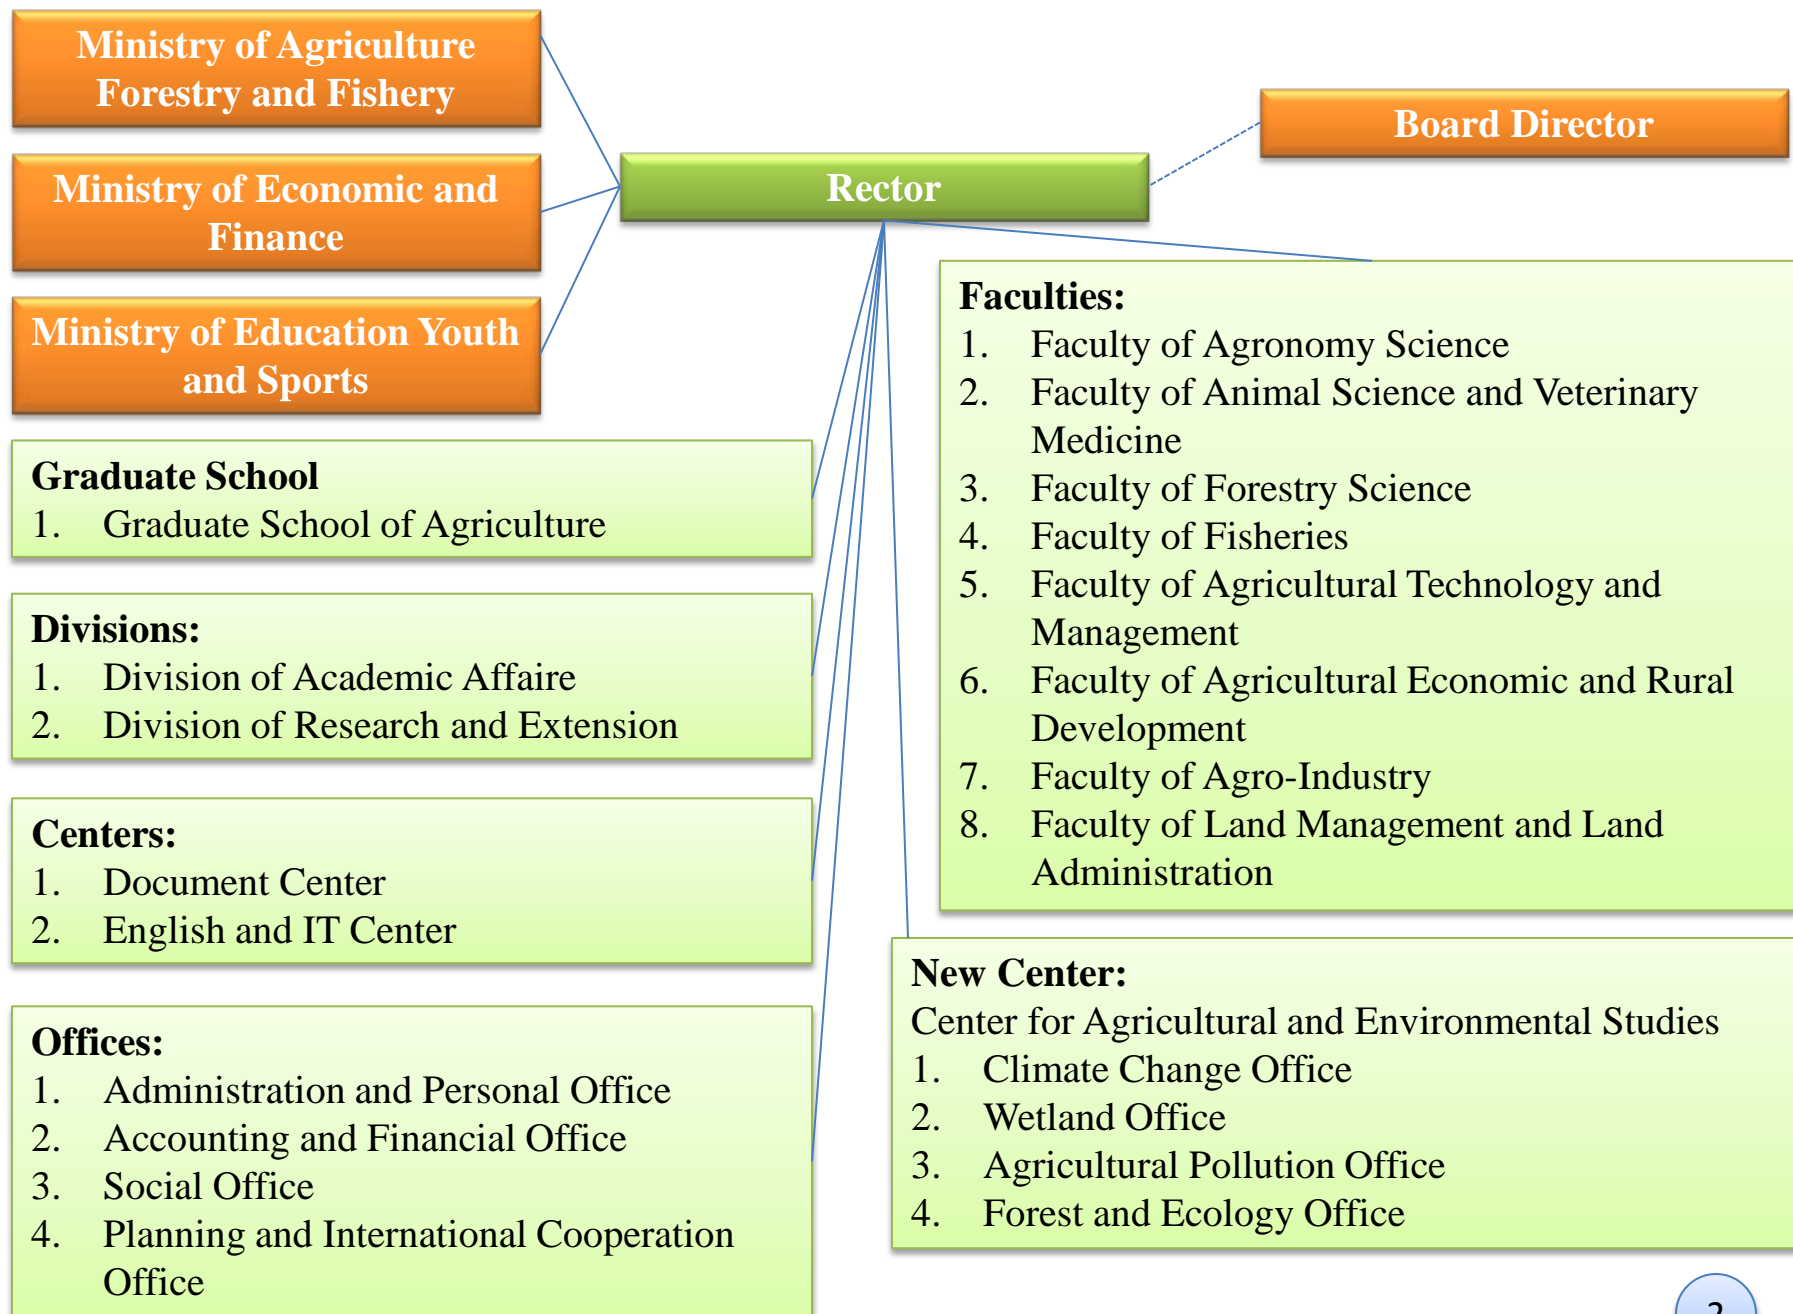 Ministry of Agriculture
Forestry and Fishery
Ministry of Economic and
Finance
Ministry of Education Youth
and Sports
Rector
Board Director
Graduate School
1. Graduate School of Agriculture
Divisions:
1. Division of Academic Affaire
2. Division of Research and Extension
Centers:
1. Document Center
2. English and IT Center
Offices:
1. Administration and Personal Office
2. Accounting and Financial Office
3. Social Office
4. Planning and International Cooperation
Office
Faculties:
1. Faculty of Agronomy Science
2. Faculty of Animal Science and Veterinary
Medicine
3. Faculty of Forestry Science
4. Faculty of Fisheries
5. Faculty of Agricultural Technology and
Management
6. Faculty of Agricultural Economic and Rural
Development
7. Faculty of Agro-Industry
8. Faculty of Land Management and Land
Administration
New Center:
Center for Agricultural and Environmental Studies
1. Climate Change Office
2. Wetland Office
3. Agricultural Pollution Office
4. Forest and Ecology Office